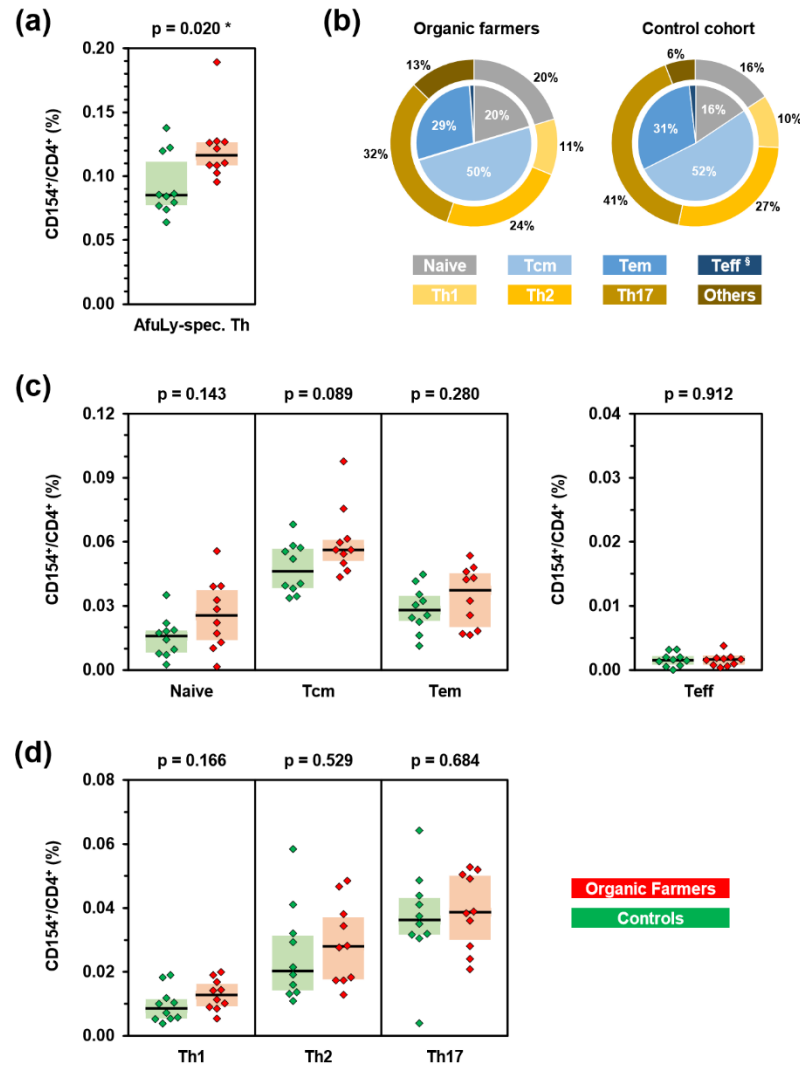 (a)
p = 0.020 *
CD154⁺/CD4⁺ (%)
0.20
0.15
0.10
0.05
0.00
AfuLy-spec. Th
(b)
Organic farmers
Control cohort
13%
20%
29%
20%
32%
11%
50%
24%
6%
16%
31%
16%
10%
52%
41%
27%
Naive Tcm Tem Teff §
Th1 Th2 Th17 Others
(c)
p = 0.143 p = 0.089 p = 0.280
CD154⁺/CD4⁺ (%)
0.12
0.09
0.06
0.03
0.00
Naive Tcm Tem
p = 0.912
CD154⁺/CD4⁺ (%)
0.04
0.03
0.02
0.01
0.00
Teff
(d)
p = 0.166 p = 0.529 p = 0.684
CD154⁺/CD4⁺ (%)
0.08
0.06
0.04
0.02
0.00
Th1 Th2 Th17
Organic Farmers
Controls